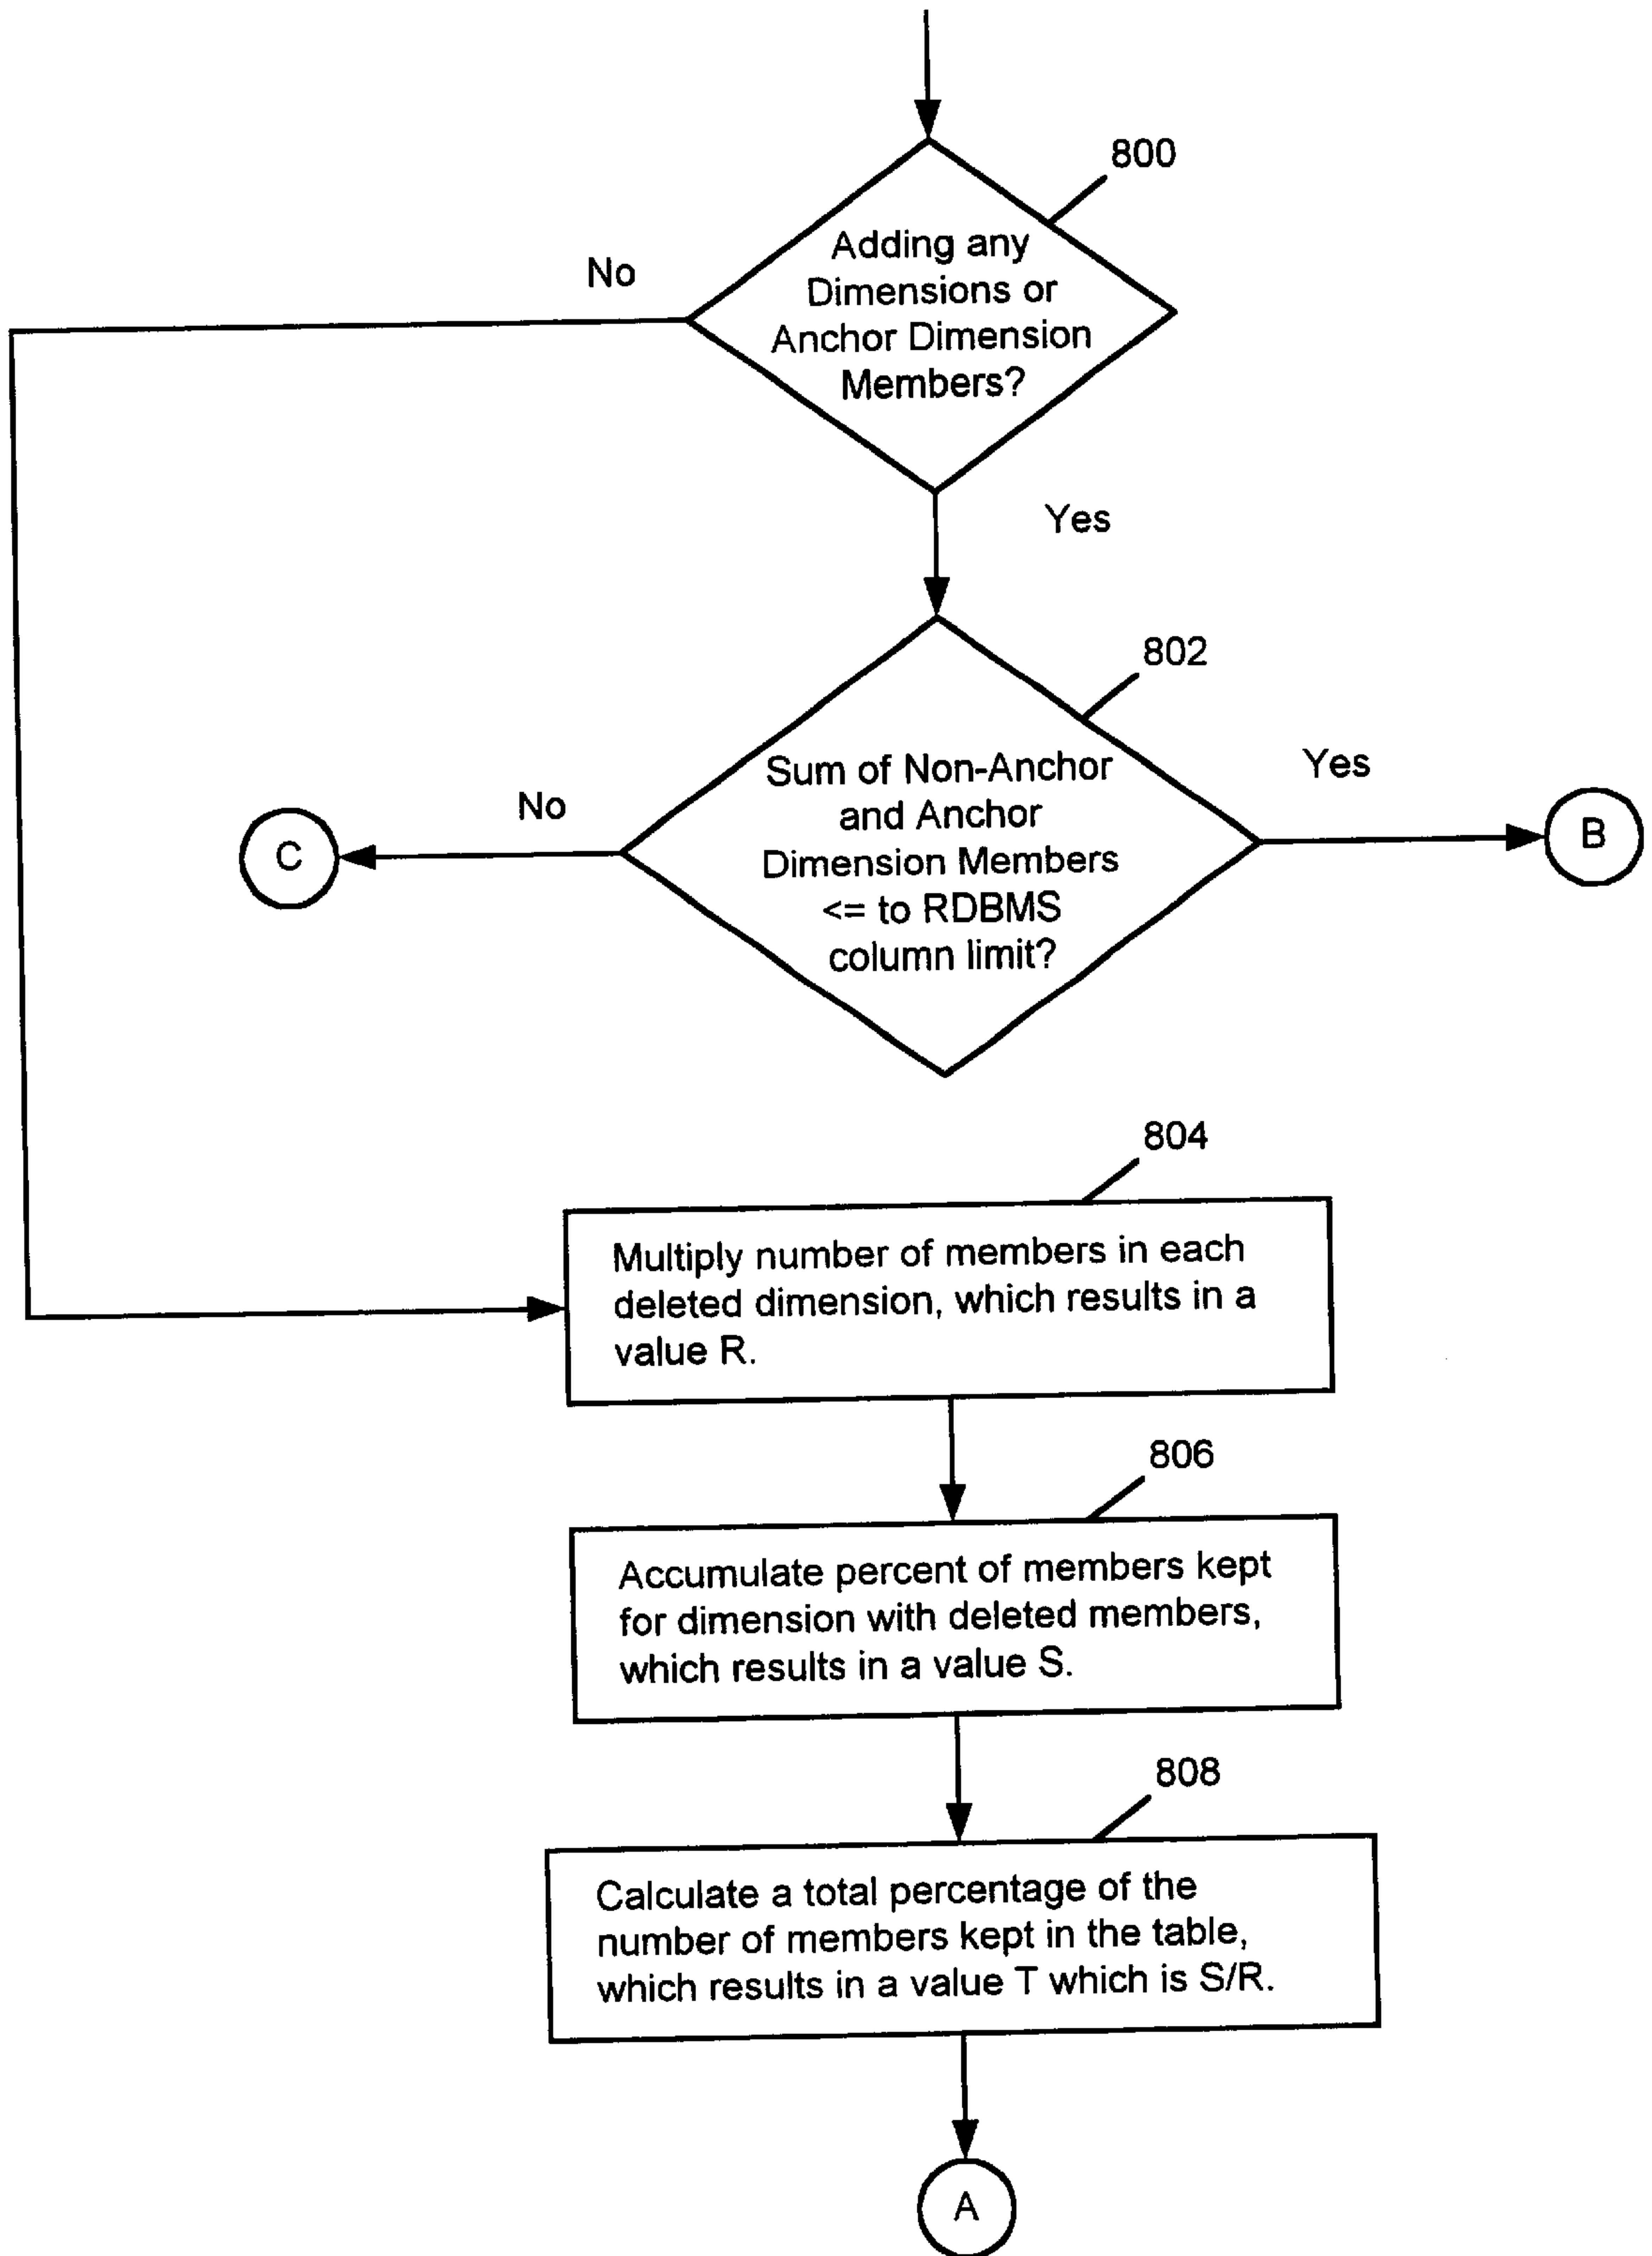 800
Adding any
Dimensions or
Anchor Dimension
Members?
No
Yes
802
Sum of Non-Anchor
and Anchor
Dimension Members
<= to RDBMS
column limit?
No
Yes
C
B
804
Multiply number of members in each
deleted dimension, which results in a
value R.
806
Accumulate percent of members kept
for dimension with deleted members,
which results in a value S.
808
Calculate a total percentage of the
number of members kept in the table,
which results in a value T which is S/R.
A